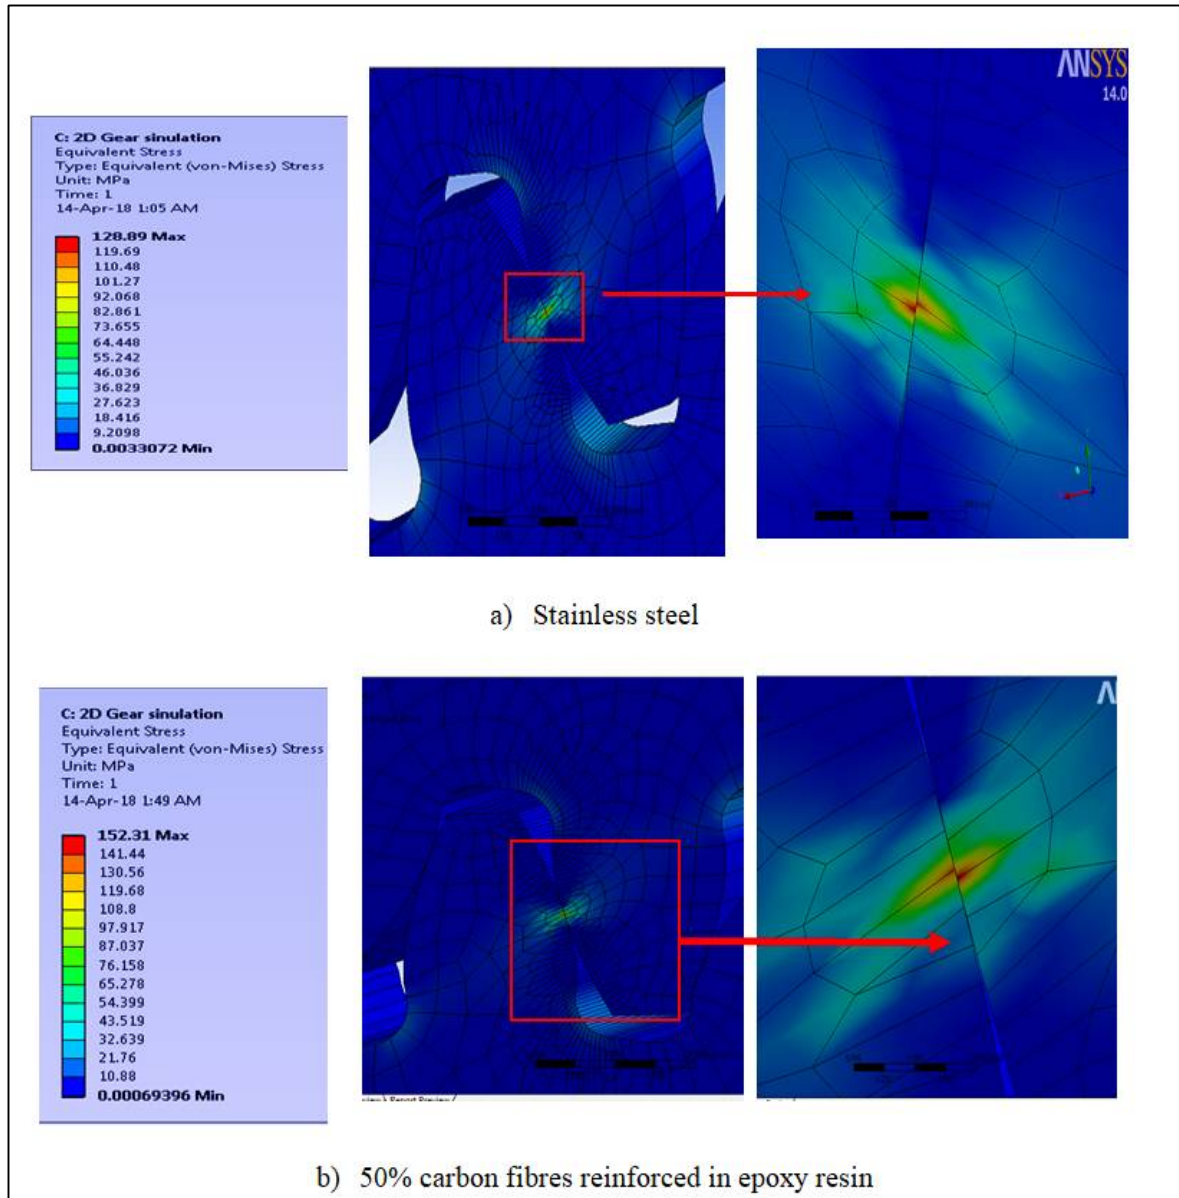 C: 2D Gear sinulation
Equivalent Stress
Type: Equivalent (von-Mises) Stress
Unit: MPa
Time: 1
14-Apr-18 1:05 AM
128.89 Max
119.69
110.48
101.27
92.068
82.861
73.655
64.448
55.242
46.036
36.829
27.623
18.416
9.2098
0.0033072 Min
ANSYS
14.0
a) Stainless steel
C: 2D Gear sinulation
Equivalent Stress
Type: Equivalent (von-Mises) Stress
Unit: MPa
Time: 1
14-Apr-18 1:49 AM
152.31 Max
141.44
130.56
119.68
108.8
97.917
87.037
76.158
65.278
54.399
43.519
32.639
21.76
10.88
0.00069396 Min
b) 50% carbon fibres reinforced in epoxy resin